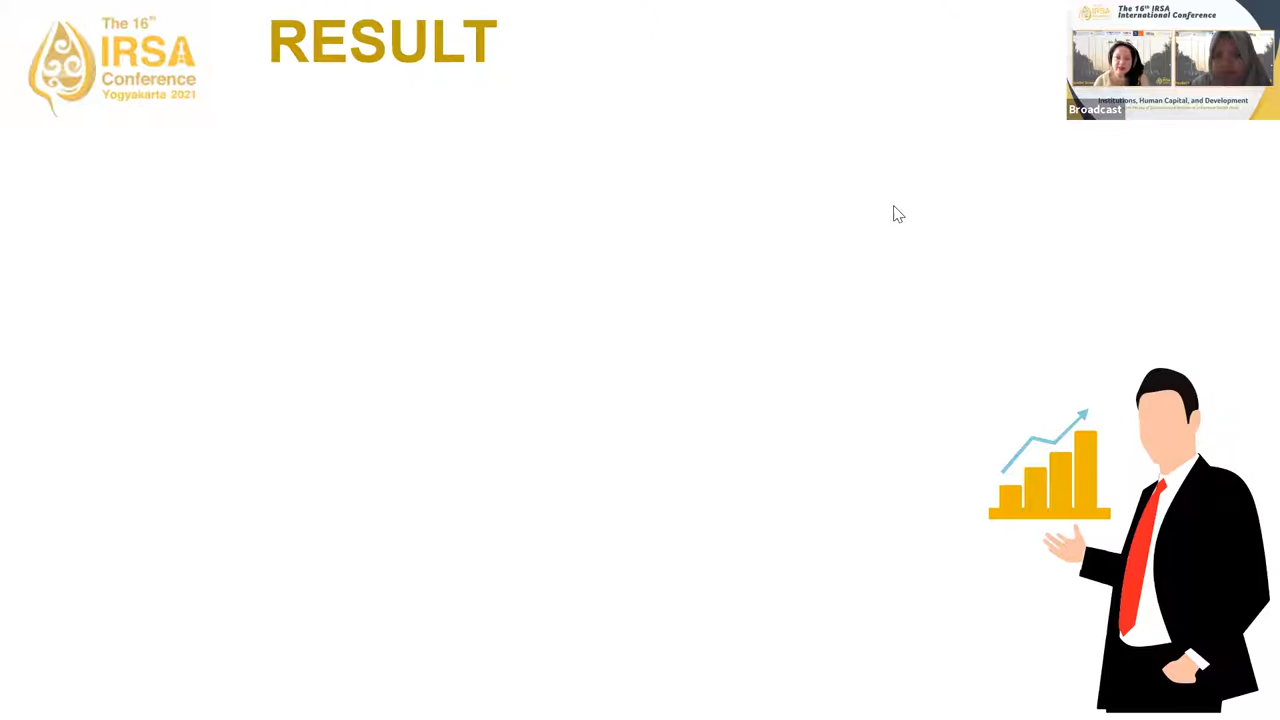 The 16th
IRSA
Conference
Yogyakarta 2021
RESULT
The 16th IRSA
International Conference
Institutions, Human Capital, and Development
Broadcast